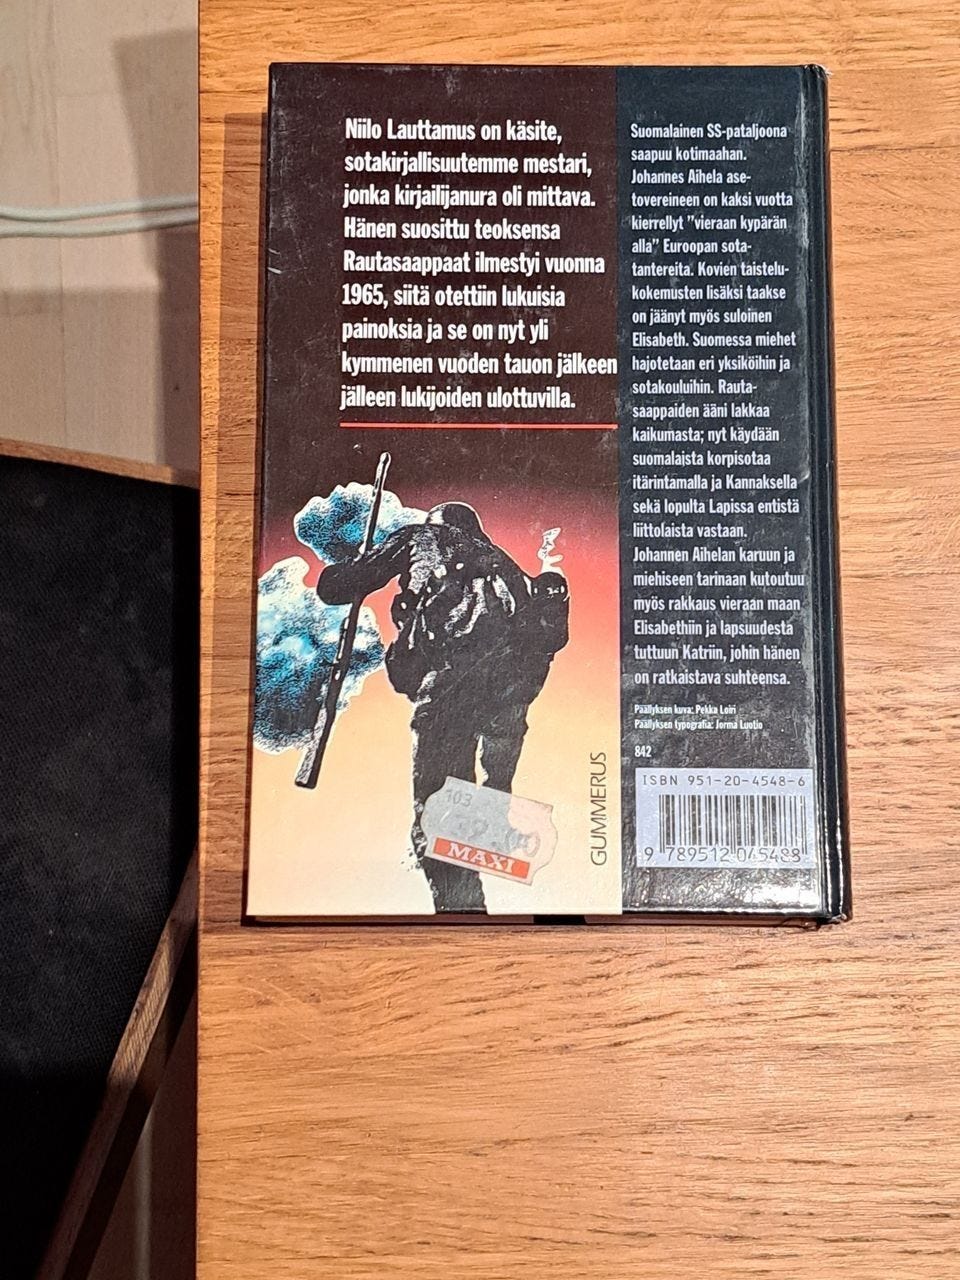 Niilo Lauttamus on käsite,
sotakirjallisuutemme mestari,
jonka kirjailijanura oli mittava.
Hänen suosittu teoksensa
Rautasaappaat ilmestyi vuonna
1965, siitä otettiin lukuisia
painoksia ja se on nyt yli
kymmenen vuoden tauon jälkeen
jälleen lukijoiden ulottuvilla.
Suomalainen SS-pataljoona
saapuu kotimaahan.
Johannes Aihela ase-
tovereineen on kaksi vuotta
kierrellyt "vieraan kypärän
alla" Euroopan sota-
tantereita. Kovien taistelu-
kokemusten lisäksi taakse
on jäänyt myös suloinen
Elisabeth. Suomessa miehet
hajotetaan eri yksiköihin ja
sotakouluihin. Rauta-
saappaiden ääni lakkaa
kaikumasta; nyt käydään
suomalaista korpisotaa
itärintamalla ja Kannaksella
sekä lopulta Lapissa entistä
liittolaista vastaan.
Johannen Aihelan karuun ja
miehiseen tarinaan kutoutuu
myös rakkaus vieraan maan
Elisabethiin ja lapsuudesta
tuttuun Katriin, johin hänen
on ratkaistava suhteensa.
Päällyksen kuva: Pekka Loiri
Päällyksen typografia: Jorma Luotio
842
ISBN 951-20-4548-6
9 789512 045488
GUMMERUS
103
MAXI